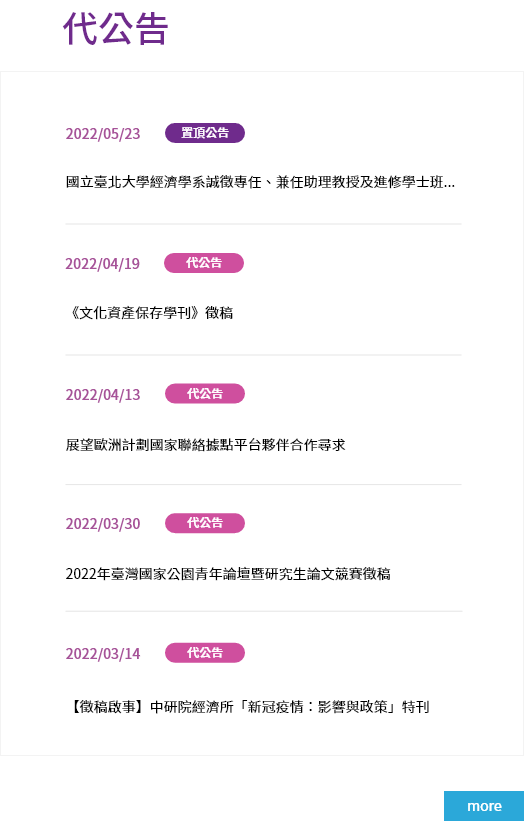 代公告
2022/05/23 置頂公告
國立臺北大學經濟學系誠徵專任、兼任助理教授及進修學士班...
2022/04/19 代公告
《文化資產保存學刊》徵稿
2022/04/13 代公告
展望歐洲計劃國家聯絡據點平台夥伴合作尋求
2022/03/30 代公告
2022年臺灣國家公園青年論壇暨研究生論文競賽徵稿
2022/03/14 代公告
【徵稿啟事】中研院經濟所「新冠疫情：影響與政策」特刊
more